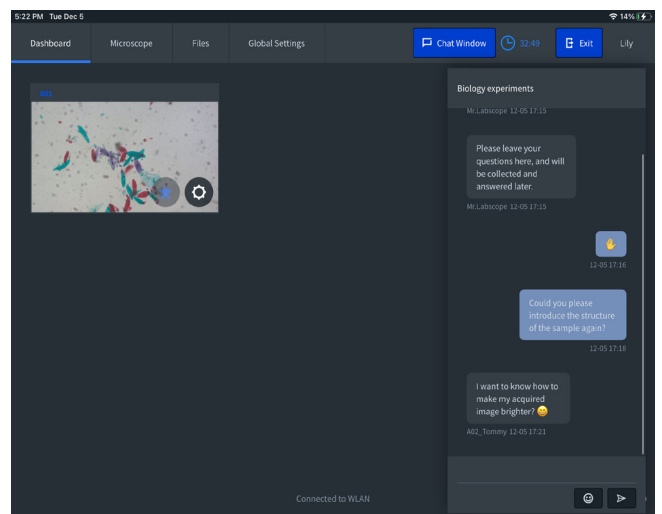 5:22 PM Tue Dec 5
14%
Dashboard
Microscope
Files
Global Settings
Chat Window
32:49
Exit
Lily
A01
Biology experiments
Mr.Labscope 12-05 17:15
Please leave your
questions here, and will
be collected and
answered later.
Mr.Labscope 12-05 17:15
12-05 17:16
Could you please
introduce the structure
of the sample again?
12-05 17:18
I want to know how to
make my acquired
image brighter? 😄
A02_Tommy 12-05 17:21
Connected to WLAN